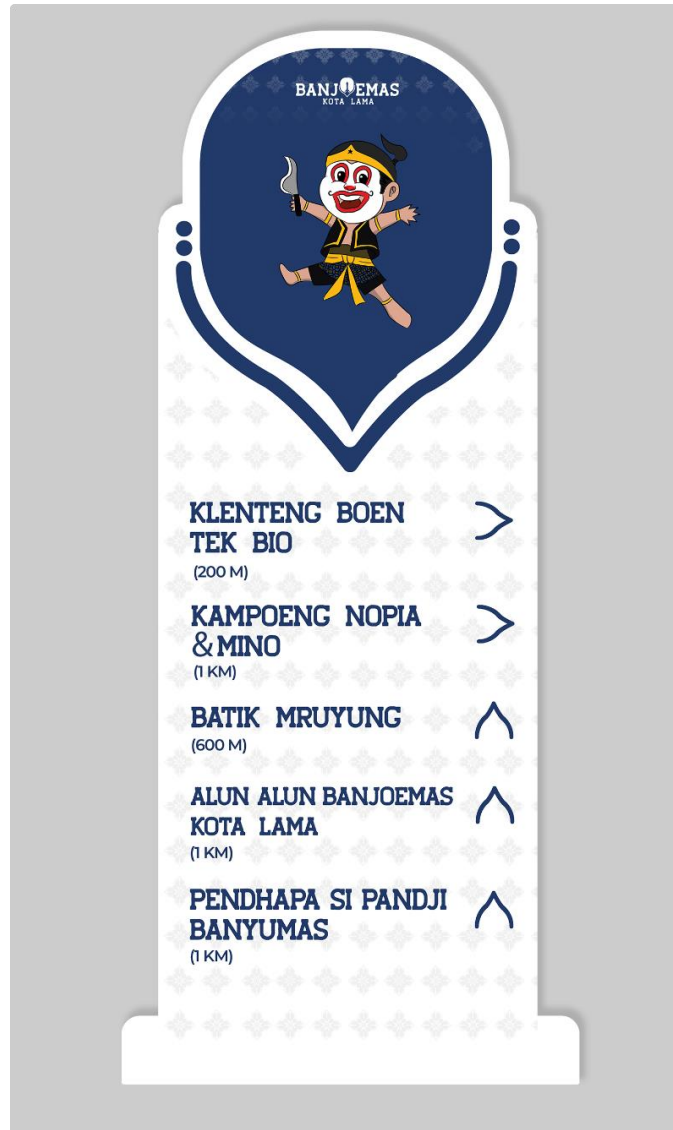 BANJOEMAS
KOTA LAMA
KLENTENG BOEN
TEK BIO
(200 M)
KAMPOENG NOPIA
& MINO
(1 KM)
BATIK MRUYUNG
(600 M)
ALUN ALUN BANJOEMAS
KOTA LAMA
(1 KM)
PENDHAPA SI PANDJI
BANYUMAS
(1 KM)